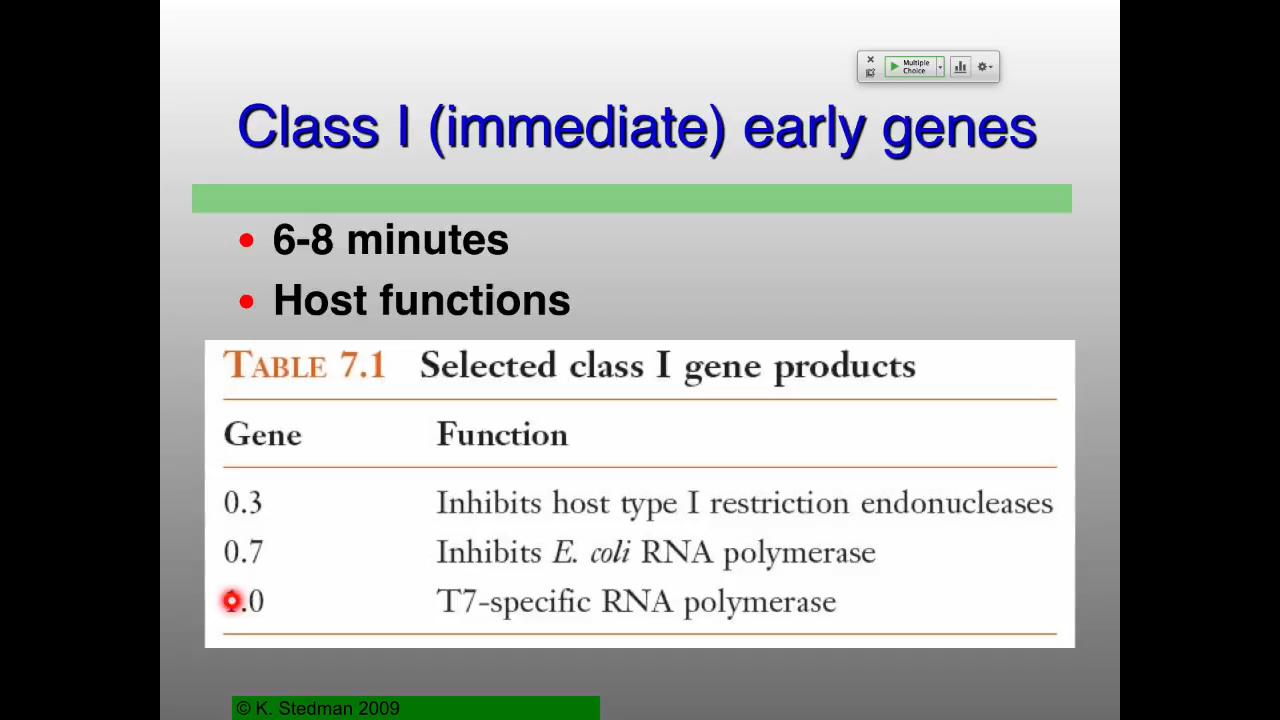 Multiple
Choice
Class I (immediate) early genes
• 6-8 minutes
• Host functions
TABLE 7.1 Selected class I gene products
Gene Function
0.3 Inhibits host type I restriction endonucleases
0.7 Inhibits E. coli RNA polymerase
.0 T7-specific RNA polymerase
© K. Stedman 2009